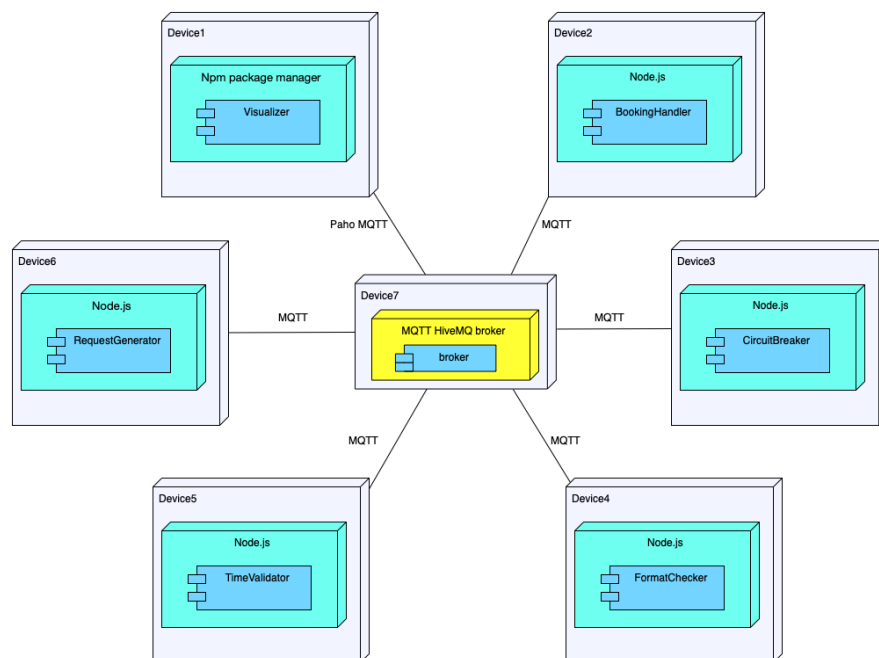 Device1
Npm package manager
Visualizer
Device2
Node.js
BookingHandler
Paho MQTT
MQTT
Device6
Node.js
RequestGenerator
MQTT
Device7
MQTT HiveMQ broker
broker
MQTT
Device3
Node.js
CircuitBreaker
MQTT
MQTT
Device5
Node.js
TimeValidator
Device4
Node.js
FormatChecker